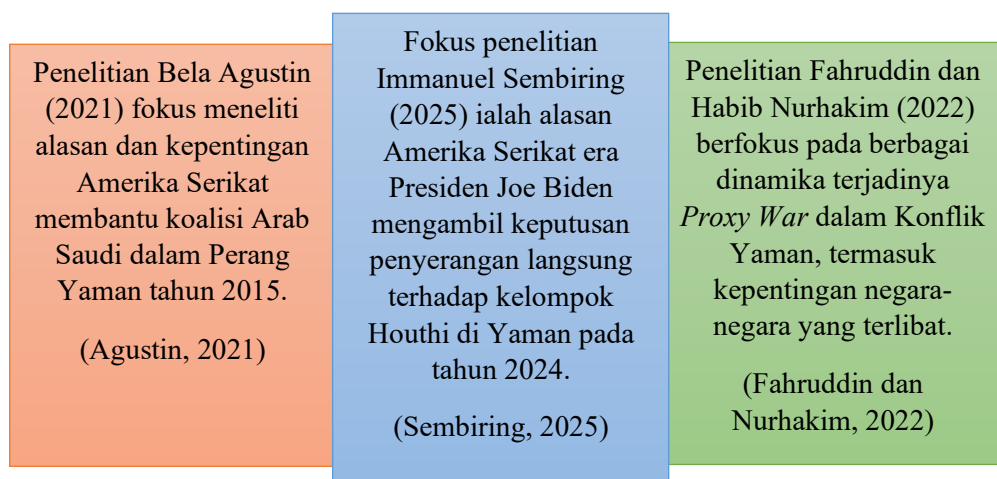 Penelitian Bela Agustin
(2021) fokus meneliti
alasan dan kepentingan
Amerika Serikat
membantu koalisi Arab
Saudi dalam Perang
Yaman tahun 2015.
(Agustin, 2021)
Fokus penelitian
Immanuel Sembiring
(2025) ialah alasan
Amerika Serikat era
Presiden Joe Biden
mengambil keputusan
penyerangan langsung
terhadap kelompok
Houthi di Yaman pada
tahun 2024.
(Sembiring, 2025)
Penelitian Fahruddin dan
Habib Nurhakim (2022)
berfokus pada berbagai
dinamika terjadinya
Proxy War dalam Konflik
Yaman, termasuk
kepentingan negara-
negara yang terlibat.
(Fahruddin dan
Nurhakim, 2022)